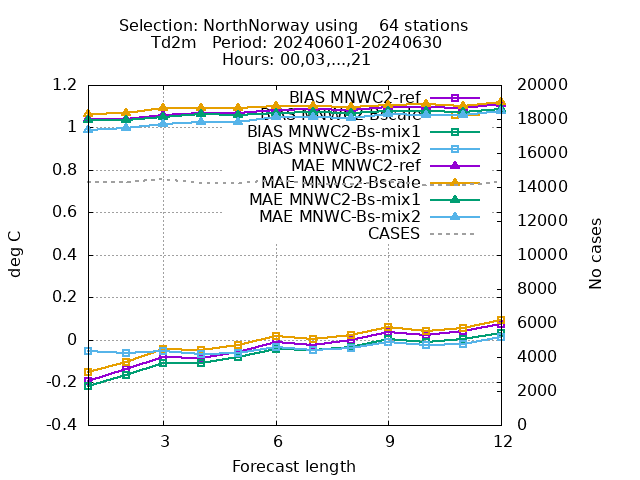 Selection: NorthNorway using    64 stations
Td2m   Period: 20240601-20240630
Hours: 00,03,...,21
1.2
1
0.8
0.6
0.4
0.2
0
-0.2
-0.4
20000
18000
16000
14000
12000
10000
8000
6000
4000
2000
0
deg C
No cases
BIAS MNWC2-ref
BIAS MNWC2-Bscale
BIAS MNWC2-Bs-mix1
BIAS MNWC-Bs-mix2
MAE MNWC2-ref
MAE MNWC2-Bscale
MAE MNWC2-Bs-mix1
MAE MNWC-Bs-mix2
CASES
3 6 9 12
Forecast length